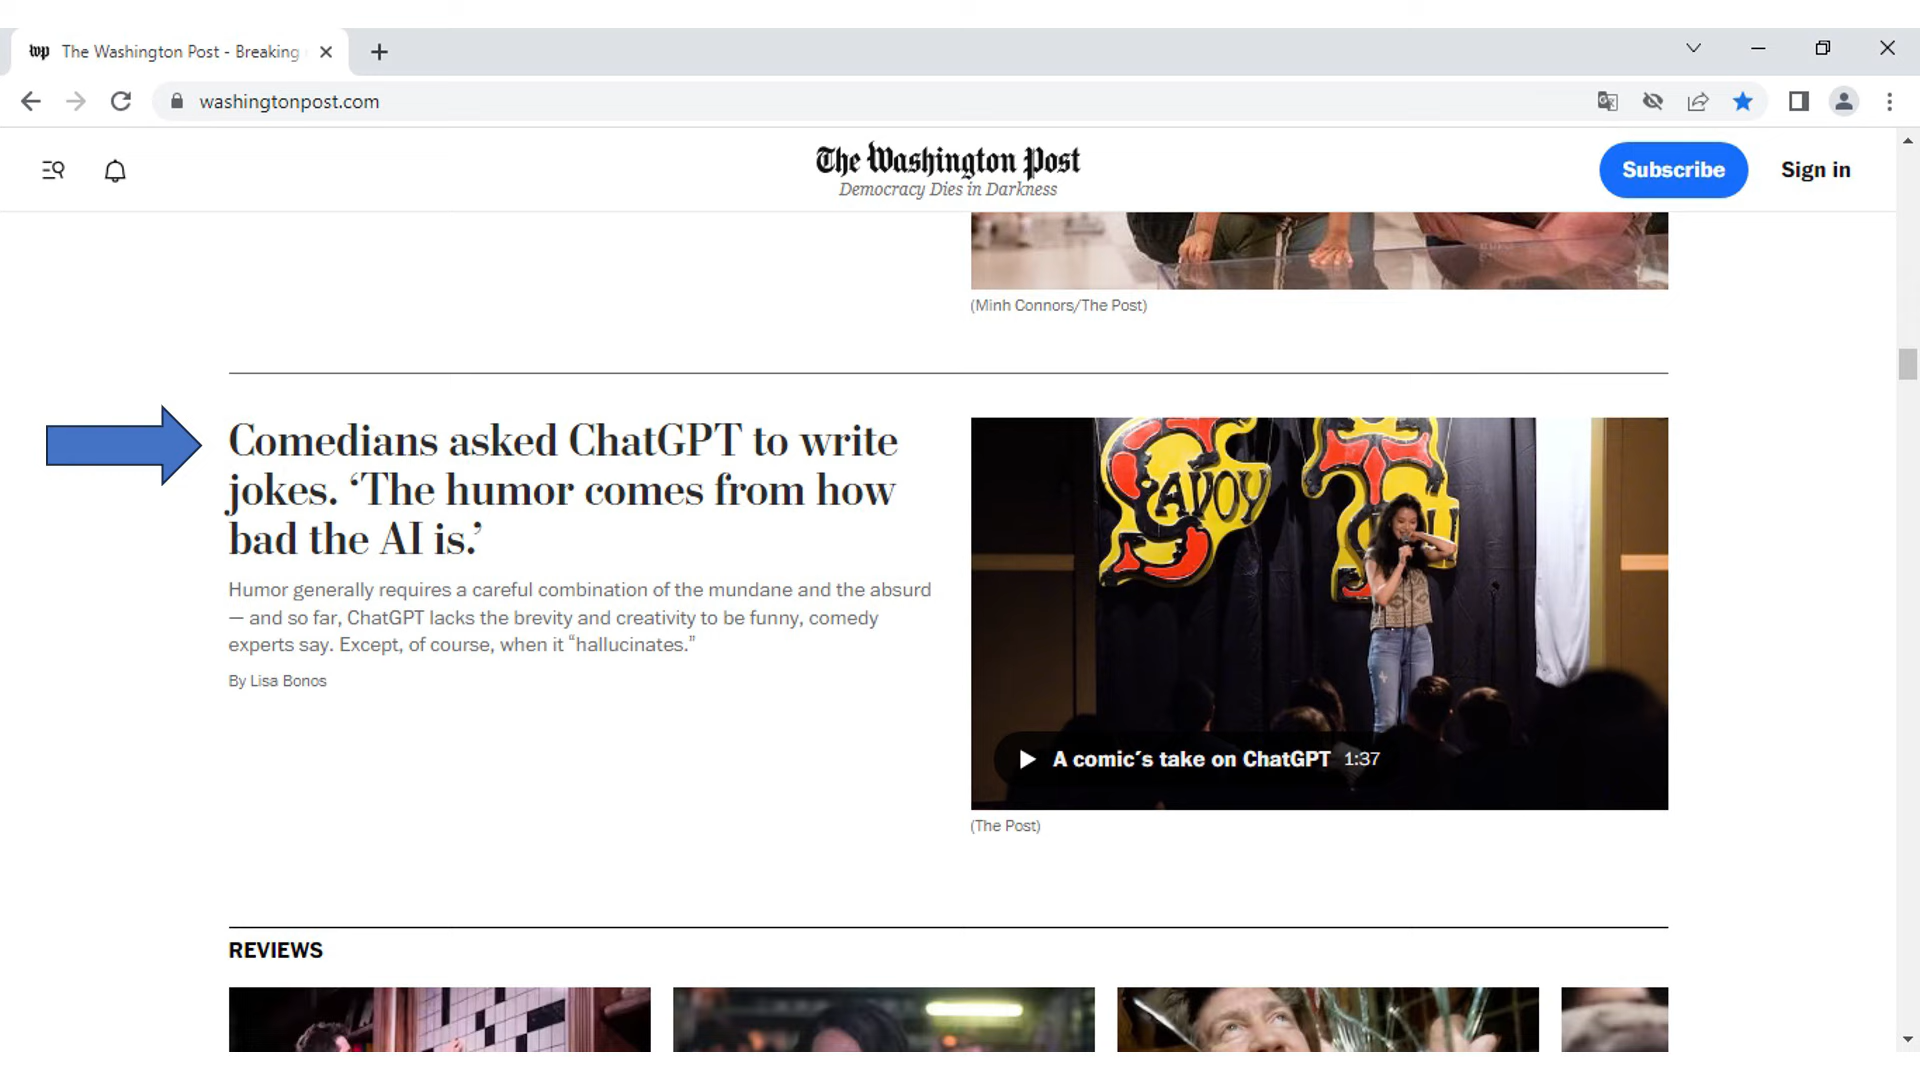 The Washington Post - Breaking
washingtonpost.com
The Washington Post
Democracy Dies in Darkness
Subscribe
Sign in
(Minh Connors/The Post)
Comedians asked ChatGPT to write
jokes. ‘The humor comes from how
bad the AI is.’
Humor generally requires a careful combination of the mundane and the absurd
— and so far, ChatGPT lacks the brevity and creativity to be funny, comedy
experts say. Except, of course, when it “hallucinates.”
By Lisa Bonos
SAVOY
A comic´s take on ChatGPT 1:37
(The Post)
REVIEWS